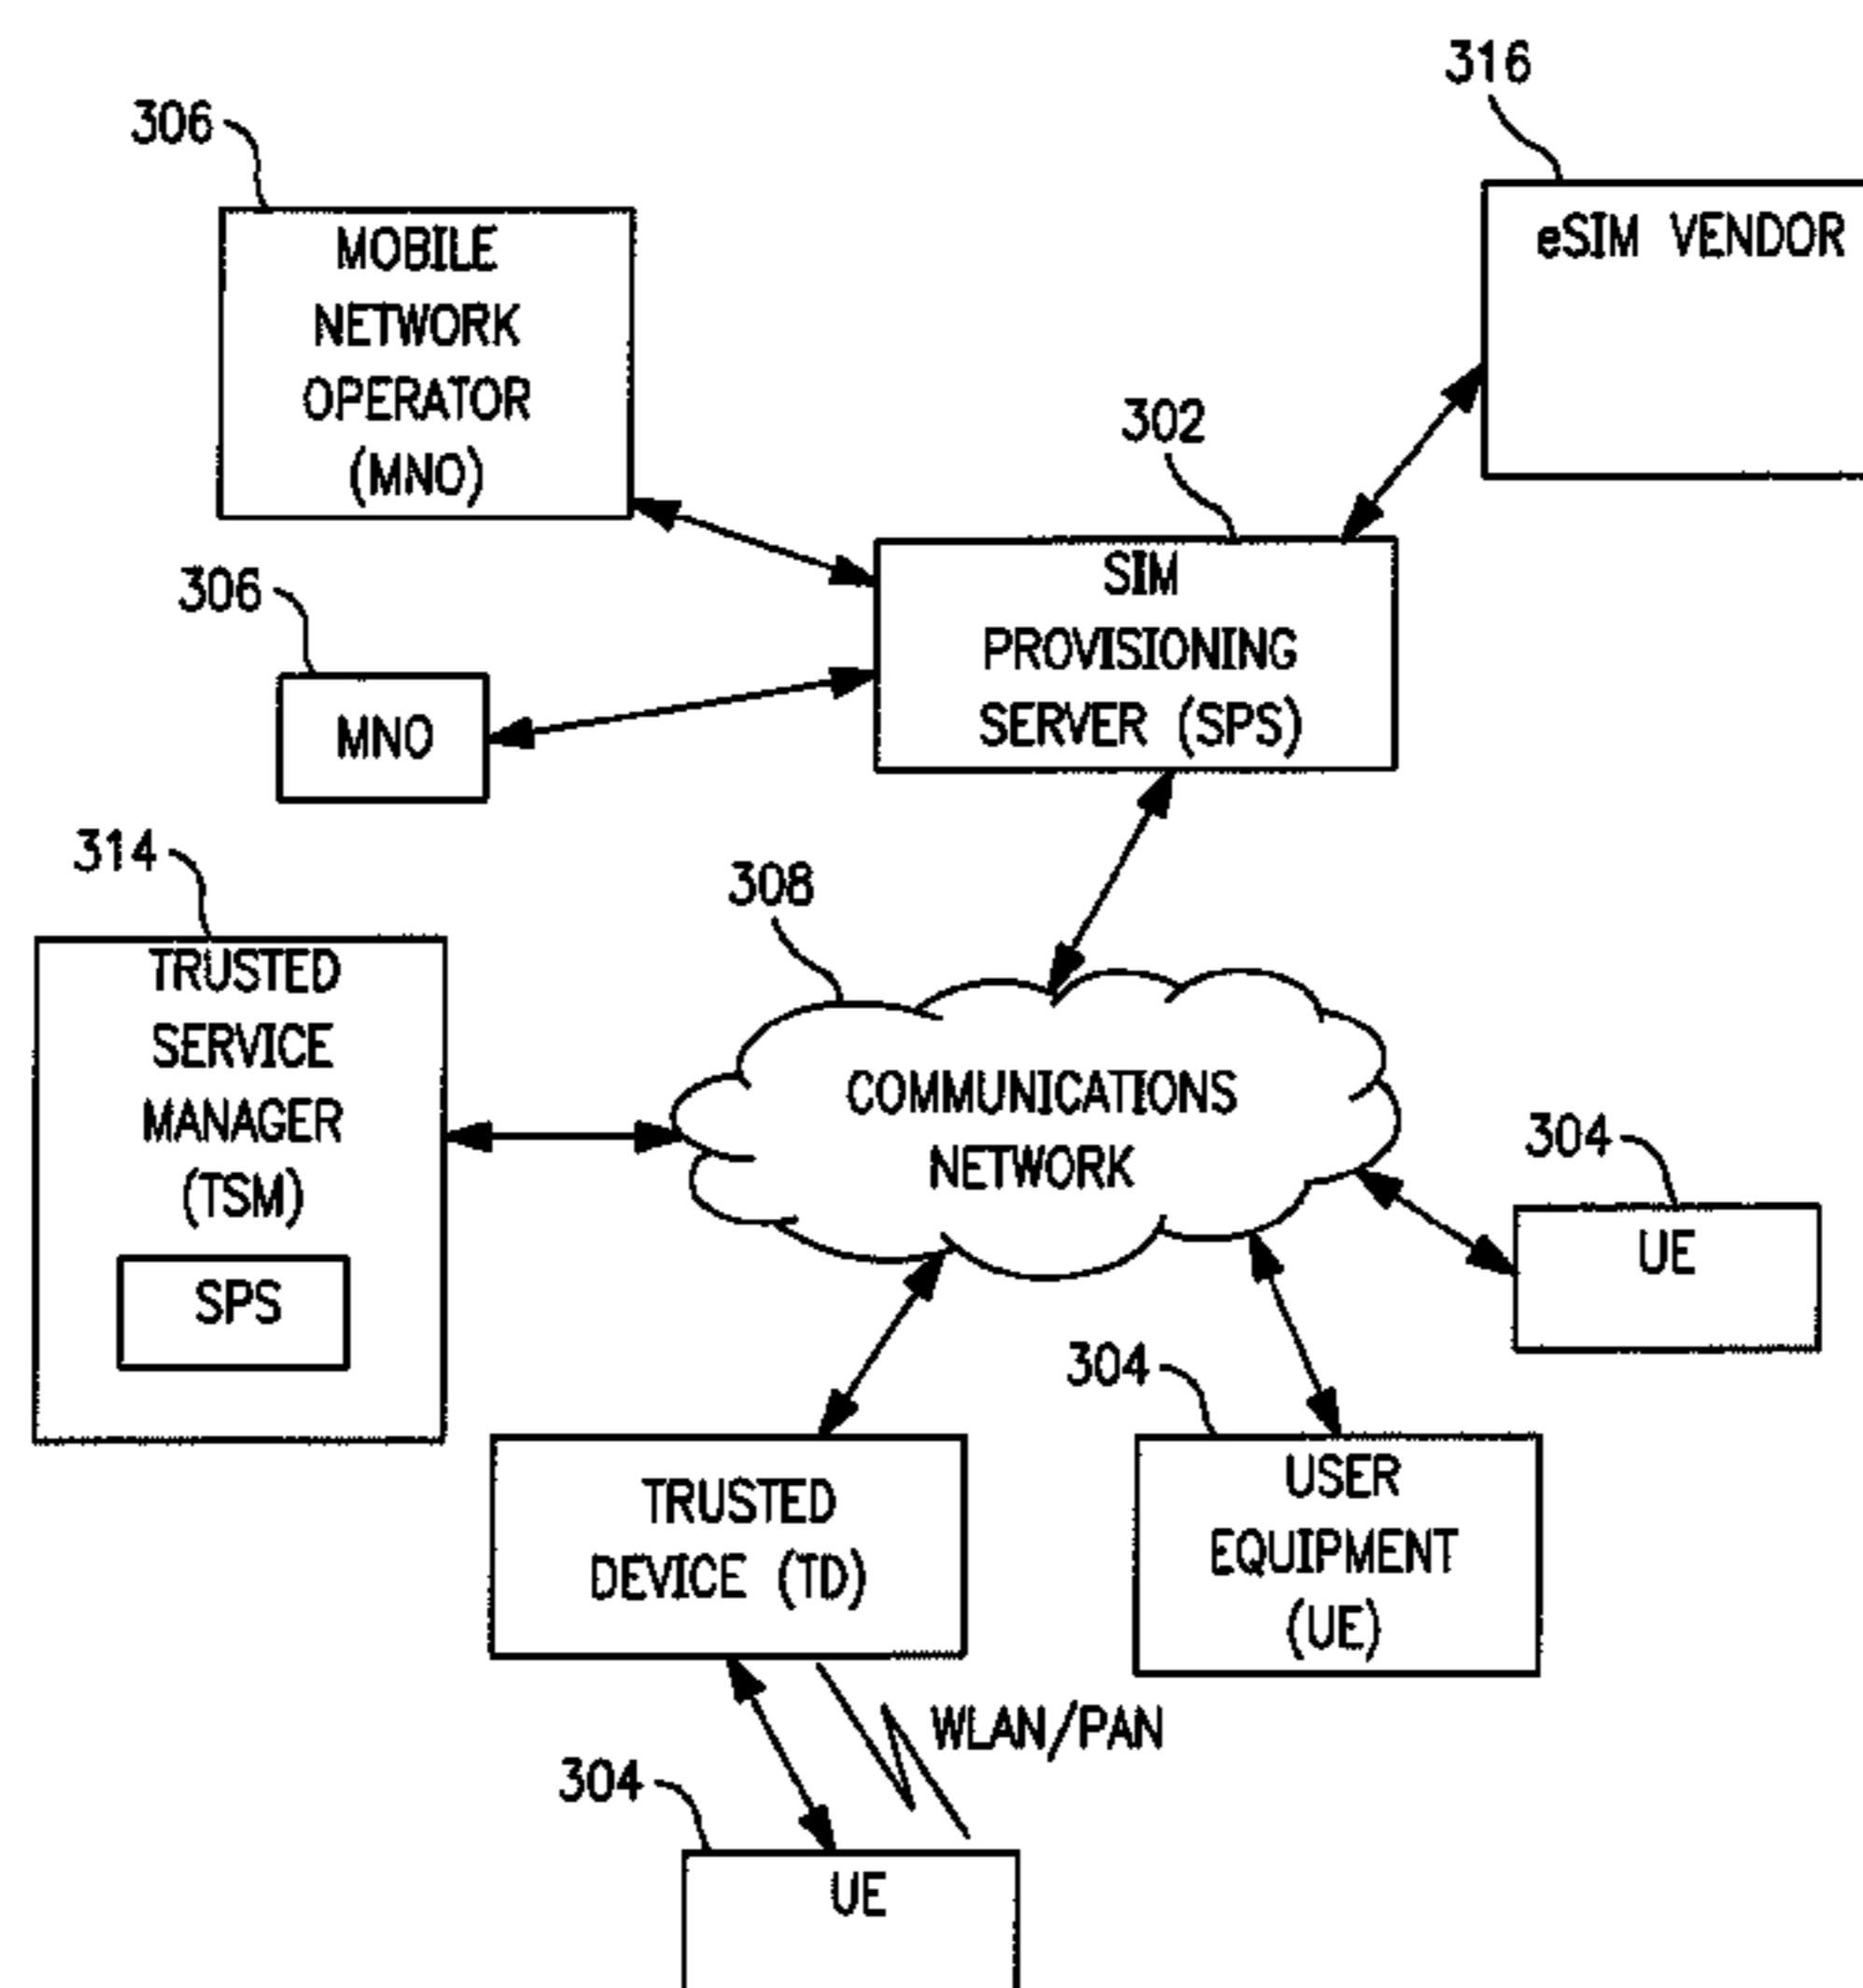 316
306
MOBILE
NETWORK
OPERATOR
(MNO)
eSIM VENDOR
302
SIM
PROVISIONING
SERVER (SPS)
306
MNO
314
TRUSTED
SERVICE
MANAGER
(TSM)
SPS
308
COMMUNICATIONS
NETWORK
304
UE
304
USER
EQUIPMENT
(UE)
TRUSTED
DEVICE (TD)
WLAN/PAN
304
UE